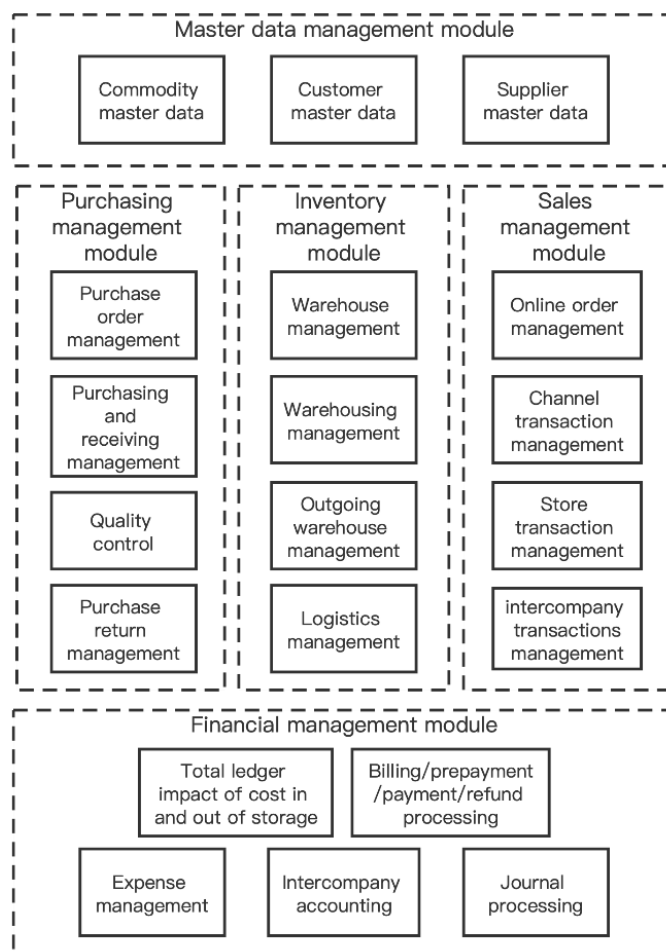 Master data management module
Commodity
master data
Customer
master data
Supplier
master data
Purchasing
management
module
Purchase
order
management
Purchasing
and
receiving
management
Quality
control
Purchase
return
management
Inventory
management
module
Warehouse
management
Warehousing
management
Outgoing
warehouse
management
Logistics
management
Sales
management
module
Online order
management
Channel
transaction
management
Store
transaction
management
intercompany
transactions
management
Financial management module
Total ledger
impact of cost in
and out of storage
Billing/prepayment
/payment/refund
processing
Expense
management
Intercompany
accounting
Journal
processing